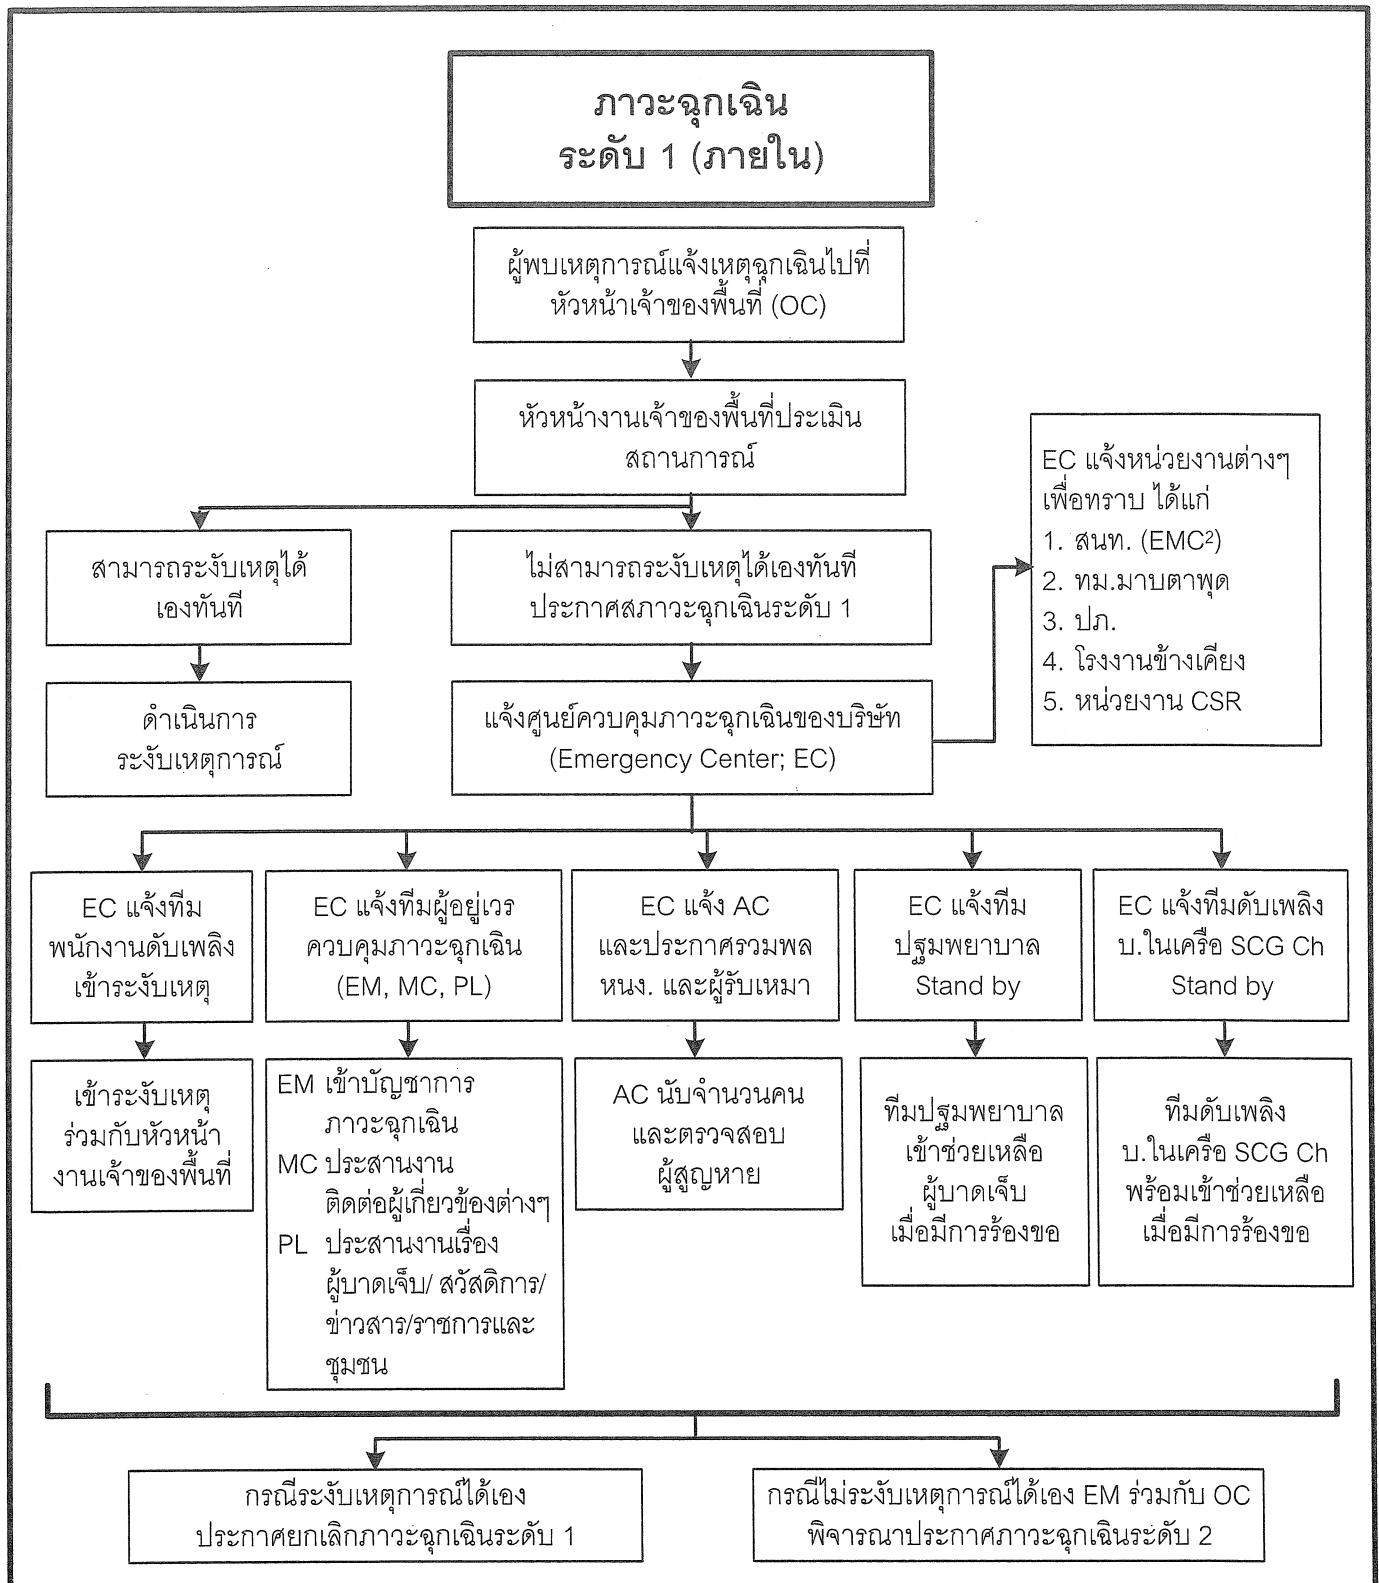 ภาวะฉุกเฉิน
ระดับ 1 (ภายใน)
ผู้พบเหตุการณ์แจ้งเหตุฉุกเฉินไปที่
หัวหน้าเจ้าของพื้นที่ (OC)
หัวหน้างานเจ้าของพื้นที่ประเมิน
สถานการณ์
สามารถระงับเหตุได้
เองทันที
ไม่สามารถระงับเหตุได้เองทันที
ประกาศสภาวะฉุกเฉินระดับ 1
EC แจ้งหน่วยงานต่างๆ
เพื่อทราบ ได้แก่
1. สนท. (EMC²)
2. ทม.มาบตาพุด
3. ปภ.
4. โรงงานข้างเคียง
5. หน่วยงาน CSR
ดำเนินการ
ระงับเหตุการณ์
แจ้งศูนย์ควบคุมภาวะฉุกเฉินของบริษัท
(Emergency Center; EC)
EC แจ้งทีม
พนักงานดับเพลิง
เข้าระงับเหตุ
EC แจ้งทีมผู้อยู่เวร
ควบคุมภาวะฉุกเฉิน
(EM, MC, PL)
EC แจ้ง AC
และประกาศรวมพล
หนง. และผู้รับเหมา
EC แจ้งทีม
ปฐมพยาบาล
Stand by
EC แจ้งทีมดับเพลิง
บ.ในเครือ SCG Ch
Stand by
เข้าระงับเหตุ
ร่วมกับหัวหน้า
งานเจ้าของพื้นที่
EM เข้าบัญชาการ
ภาวะฉุกเฉิน
MC ประสานงาน
ติดต่อผู้เกี่ยวข้องต่างๆ
PL ประสานงานเรื่อง
ผู้บาดเจ็บ/ สวัสดิการ/
ข่าวสาร/ราชการและ
ชุมชน
AC นับจำนวนคน
และตรวจสอบ
ผู้สูญหาย
ทีมปฐมพยาบาล
เข้าช่วยเหลือ
ผู้บาดเจ็บ
เมื่อมีการร้องขอ
ทีมดับเพลิง
บ.ในเครือ SCG Ch
พร้อมเข้าช่วยเหลือ
เมื่อมีการร้องขอ
กรณีระงับเหตุการณ์ได้เอง
ประกาศยกเลิกภาวะฉุกเฉินระดับ 1
กรณีไม่ระงับเหตุการณ์ได้เอง EM ร่วมกับ OC
พิจารณาประกาศภาวะฉุกเฉินระดับ 2